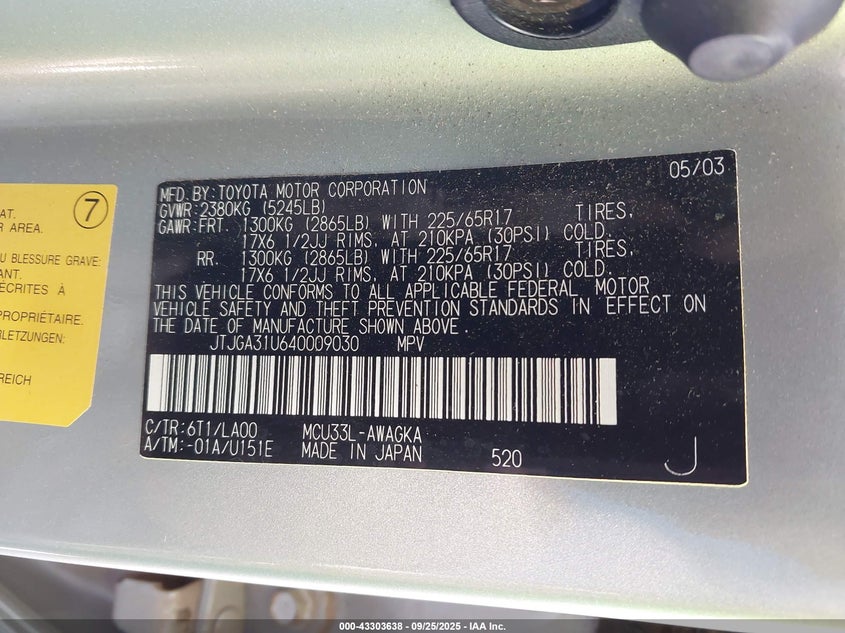 7
AT.
R AREA.
U BLESSURE GRAVE:
ANT.
ÉCRITES À
PROPRIÉTAIRE.
RLETZUNGEN:
REICH
05/03
MFD.BY:TOYOTA MOTOR CORPORATION
GVWR:2380KG (5245LB)
GAWR:FRT. 1300KG (2865LB) WITH 225/65R17 TIRES,
17X6 1/2JJ RIMS, AT 210KPA (30PSI) COLD.
RR. 1300KG (2865LB) WITH 225/65R17 TIRES,
17X6 1/2JJ RIMS, AT 210KPA (30PSI) COLD.
THIS VEHICLE CONFORMS TO ALL APPLICABLE FEDERAL MOTOR
VEHICLE SAFETY AND THEFT PREVENTION STANDARDS IN EFFECT ON
THE DATE OF MANUFACTURE SHOWN ABOVE.
JTJGA31U640009030 MPV
C/TR:6T1/LA00 MCU33L-AWAGKA
A/TM:-01A/U151E MADE IN JAPAN 520 J
000-43303638 - 09/25/2025 - IAA Inc.